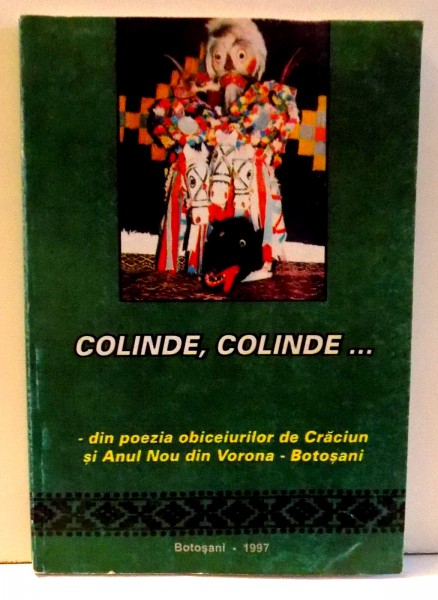 COLINDE, COLINDE ...
- din poezia obiceiurilor de Crăciun
și Anul Nou din Vorona - Botoșani
Botoșani - 1997